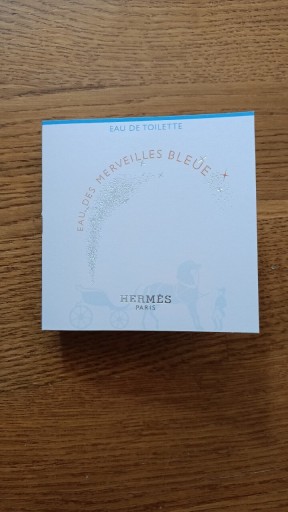 EAU DE TOILETTE
EAU DES MERVEILLES BLEUE
HERMÈS
PARIS